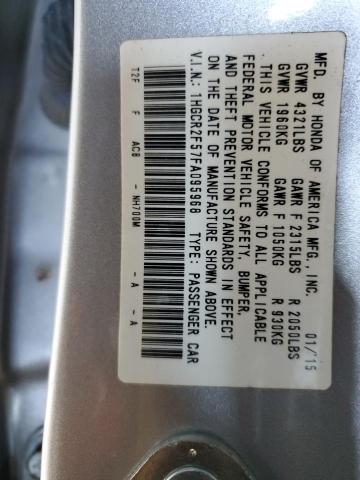 MFD. BY HONDA OF AMERICA MFG., INC. 01/15
GVWR 4321LBS GAWR F 2315LBS R 2050LBS
GVWR 1960KG GAWR F 1050KG R 930KG
THIS VEHICLE CONFORMS TO ALL APPLICABLE
FEDERAL MOTOR VEHICLE SAFETY, BUMPER,
AND THEFT PREVENTION STANDARDS IN EFFECT
ON THE DATE OF MANUFACTURE SHOWN ABOVE.
V.I.N.: 1HGCR2F57FA095968 TYPE: PASSENGER CAR
T2F F ACB - NH700M - A - A